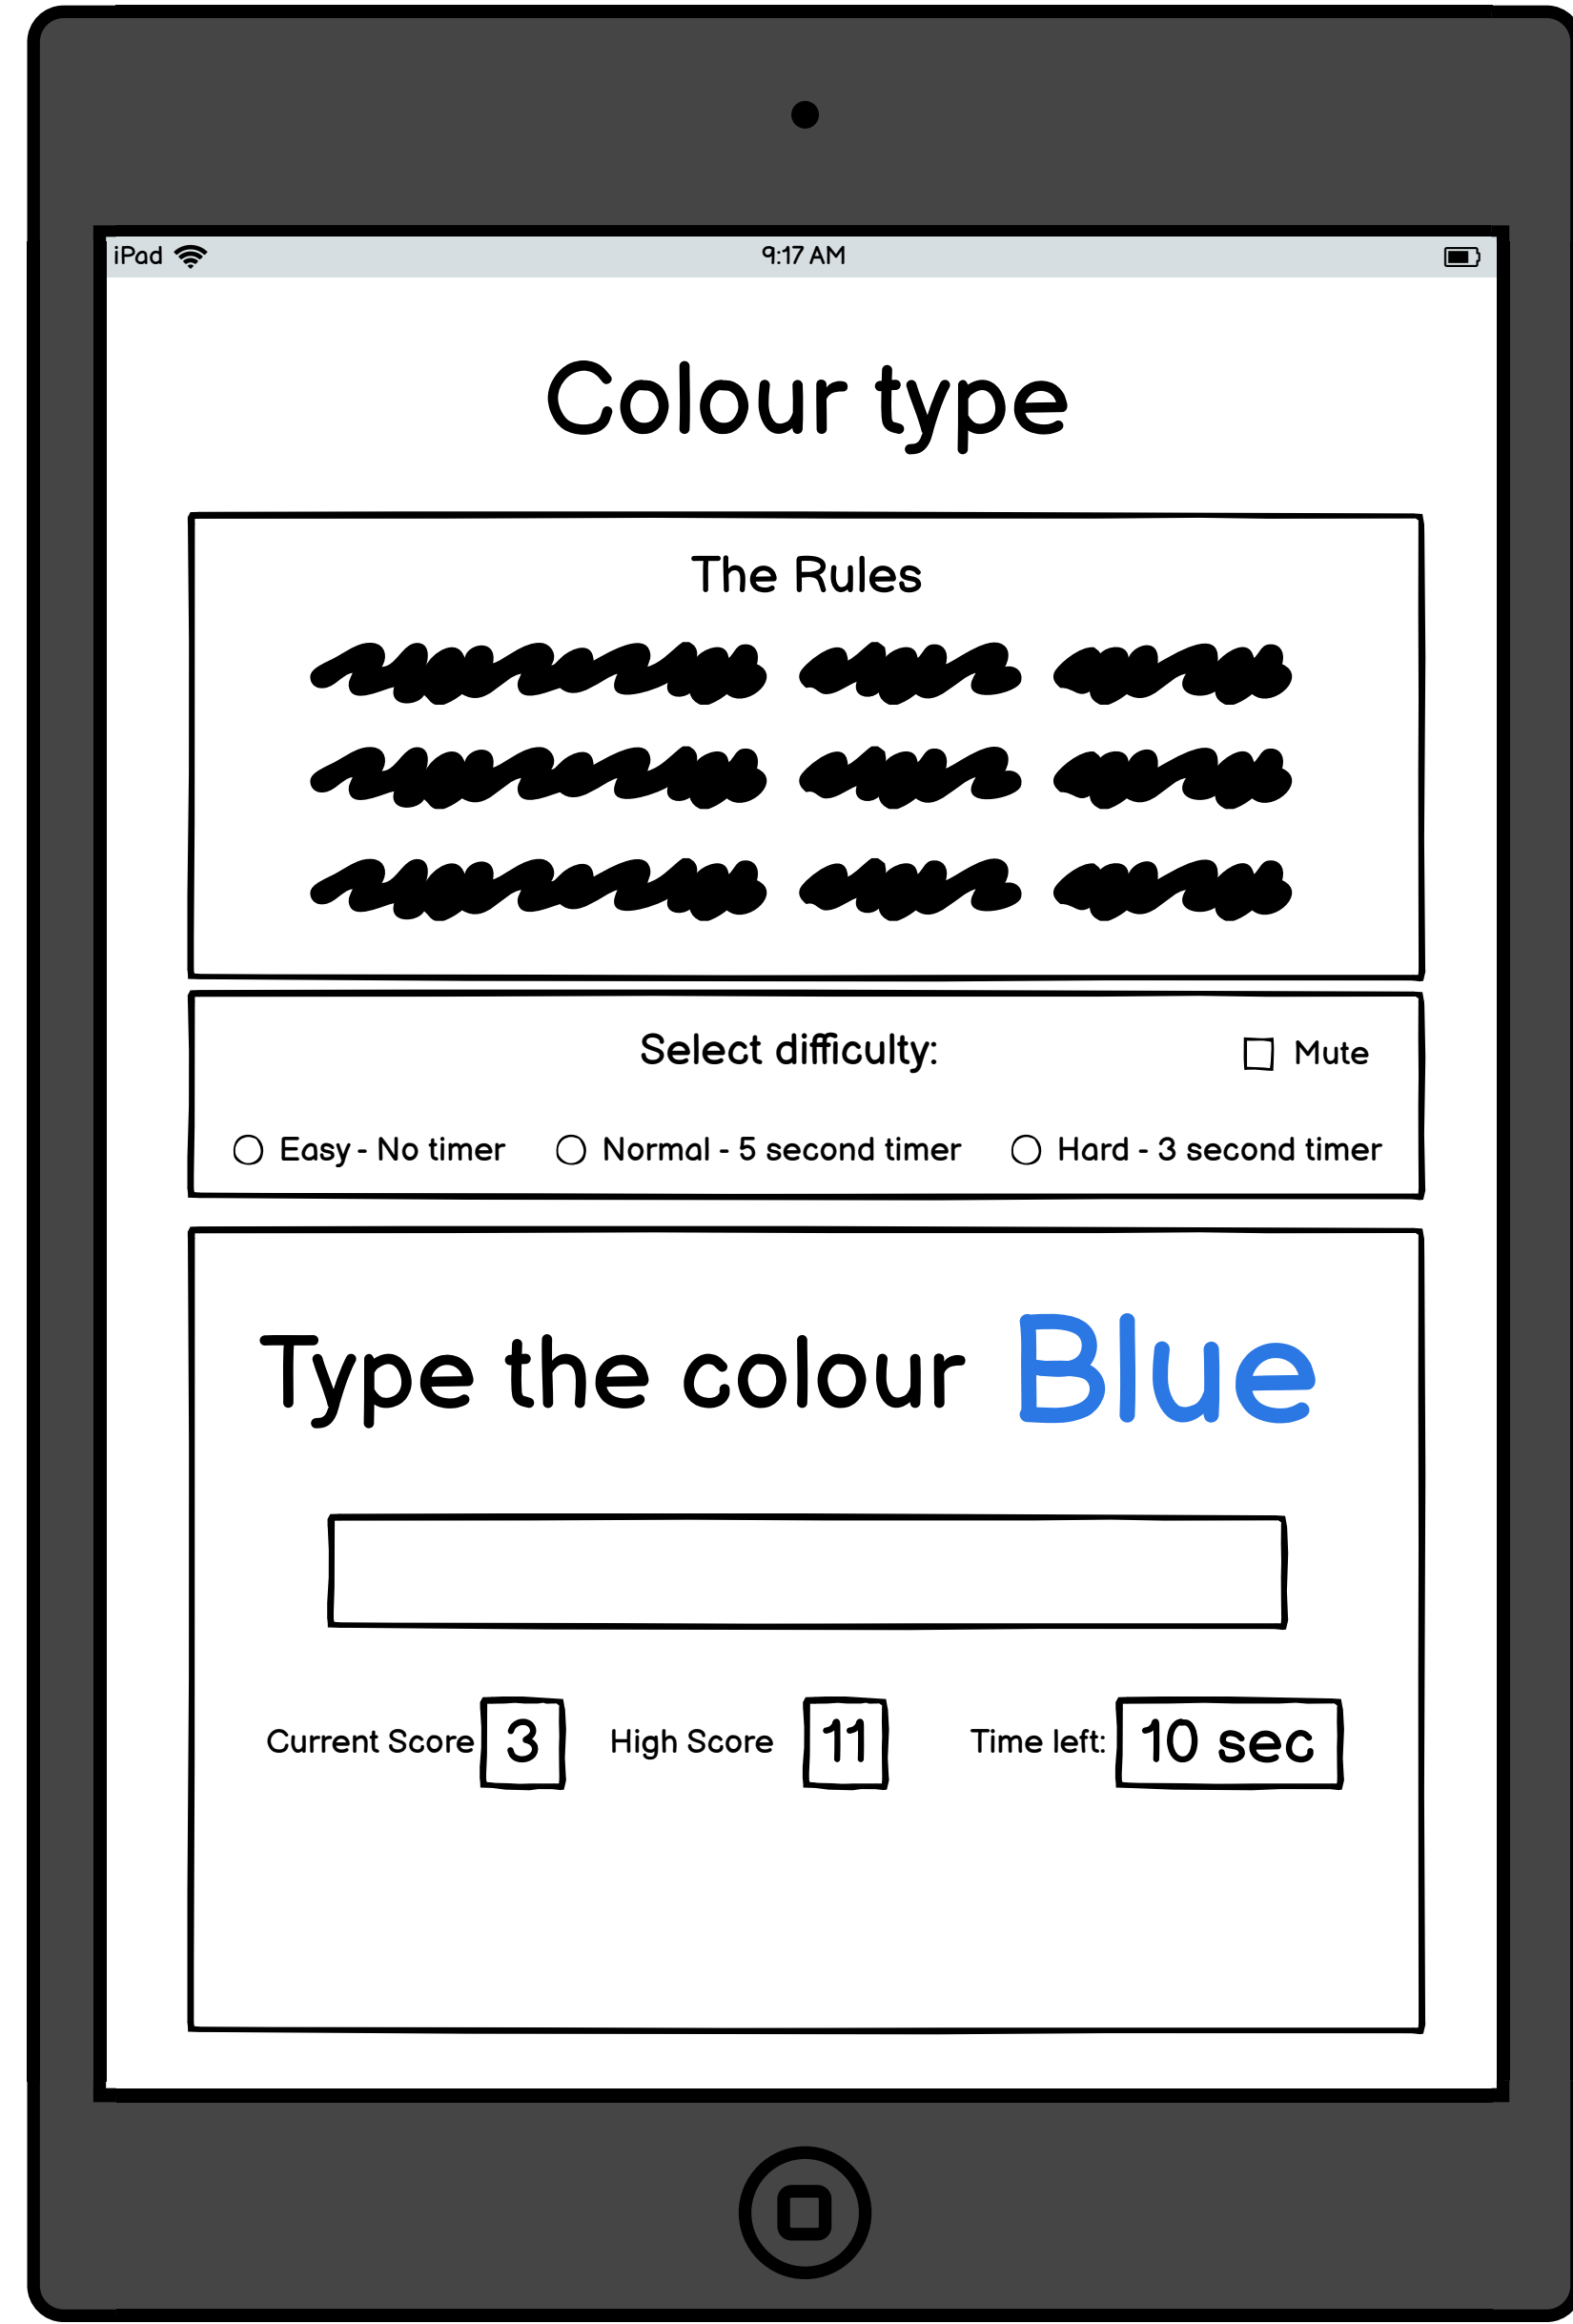 iPad 9:17 AM
Colour type
The Rules
Select difficulty: Mute
Easy - No timer Normal - 5 second timer Hard - 3 second timer
Type the colour Blue
Current Score 3 High Score 11 Time left: 10 sec